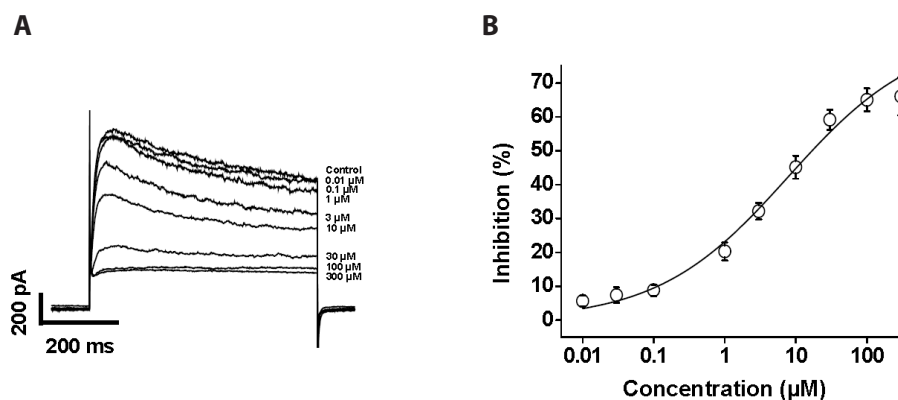 A
Control
0.01 µM
0.1 µM
1 µM
3 µM
10 µM
30 µM
100 µM
300 µM
200 pA
200 ms
B
Inhibition (%)
70
60
50
40
30
20
10
0
0.01 0.1 1 10 100
Concentration (µM)